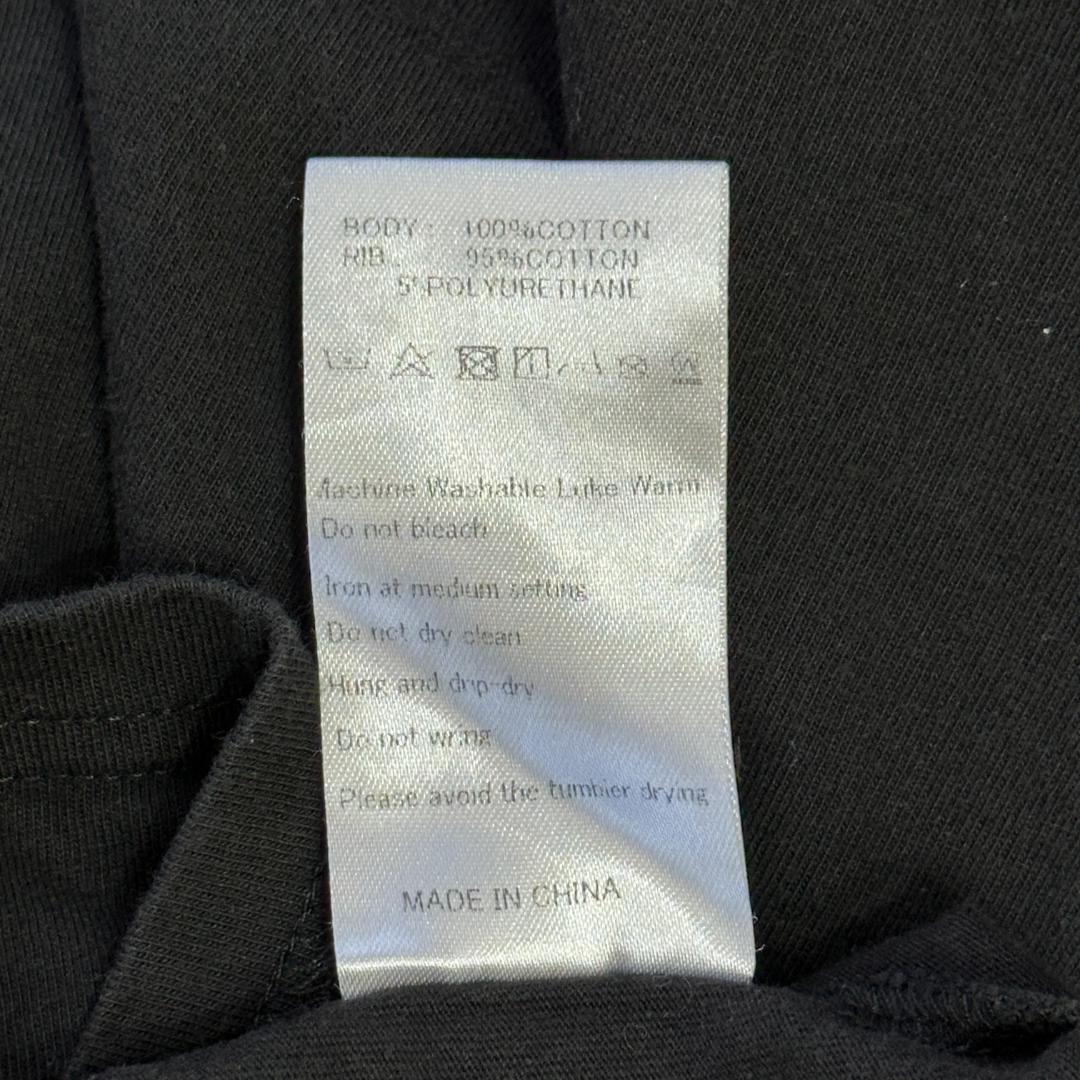 BODY : 100%COTTON
RIB : 95%COTTON
5%POLYURETHANE
Machine Washable Luke Warm
Do not bleach
Iron at medium setting
Do not dry clean
Hung and drip-dry
Do not wring
Please avoid the tumbler drying
MADE IN CHINA